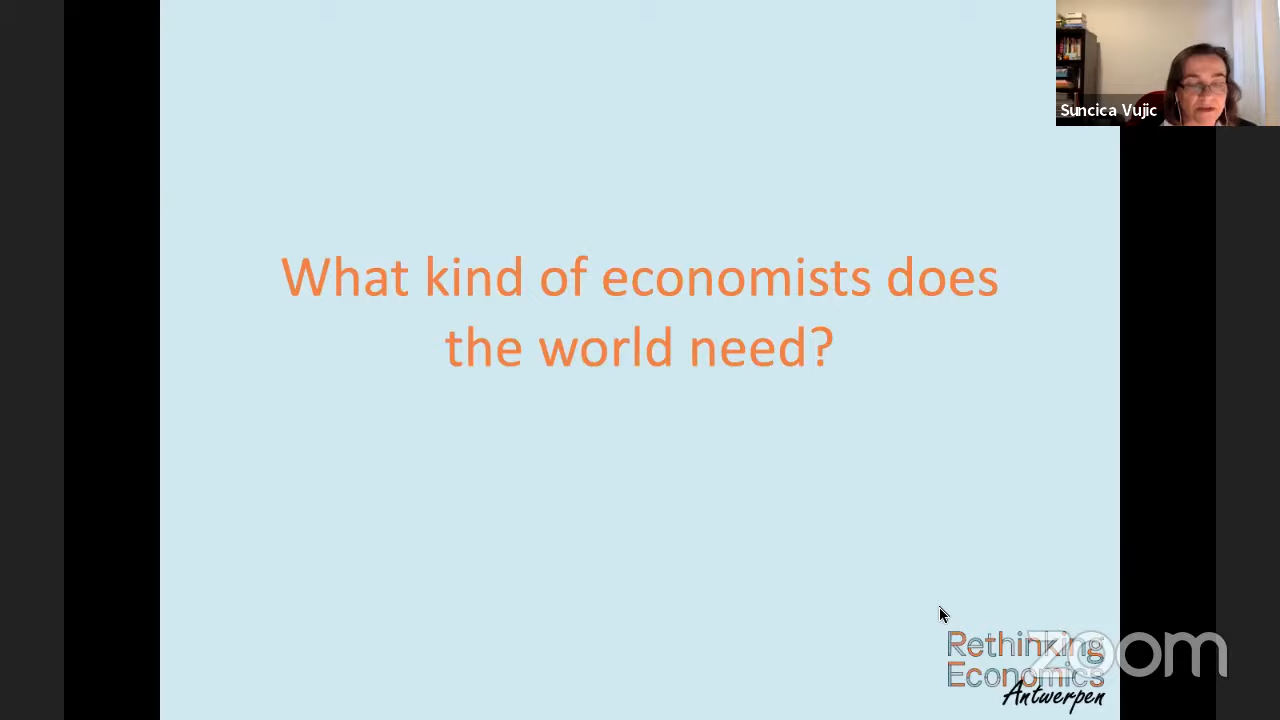 Suncica Vujic
What kind of economists does
the world need?
Rethinking
Economics
Antwerpen
zoom